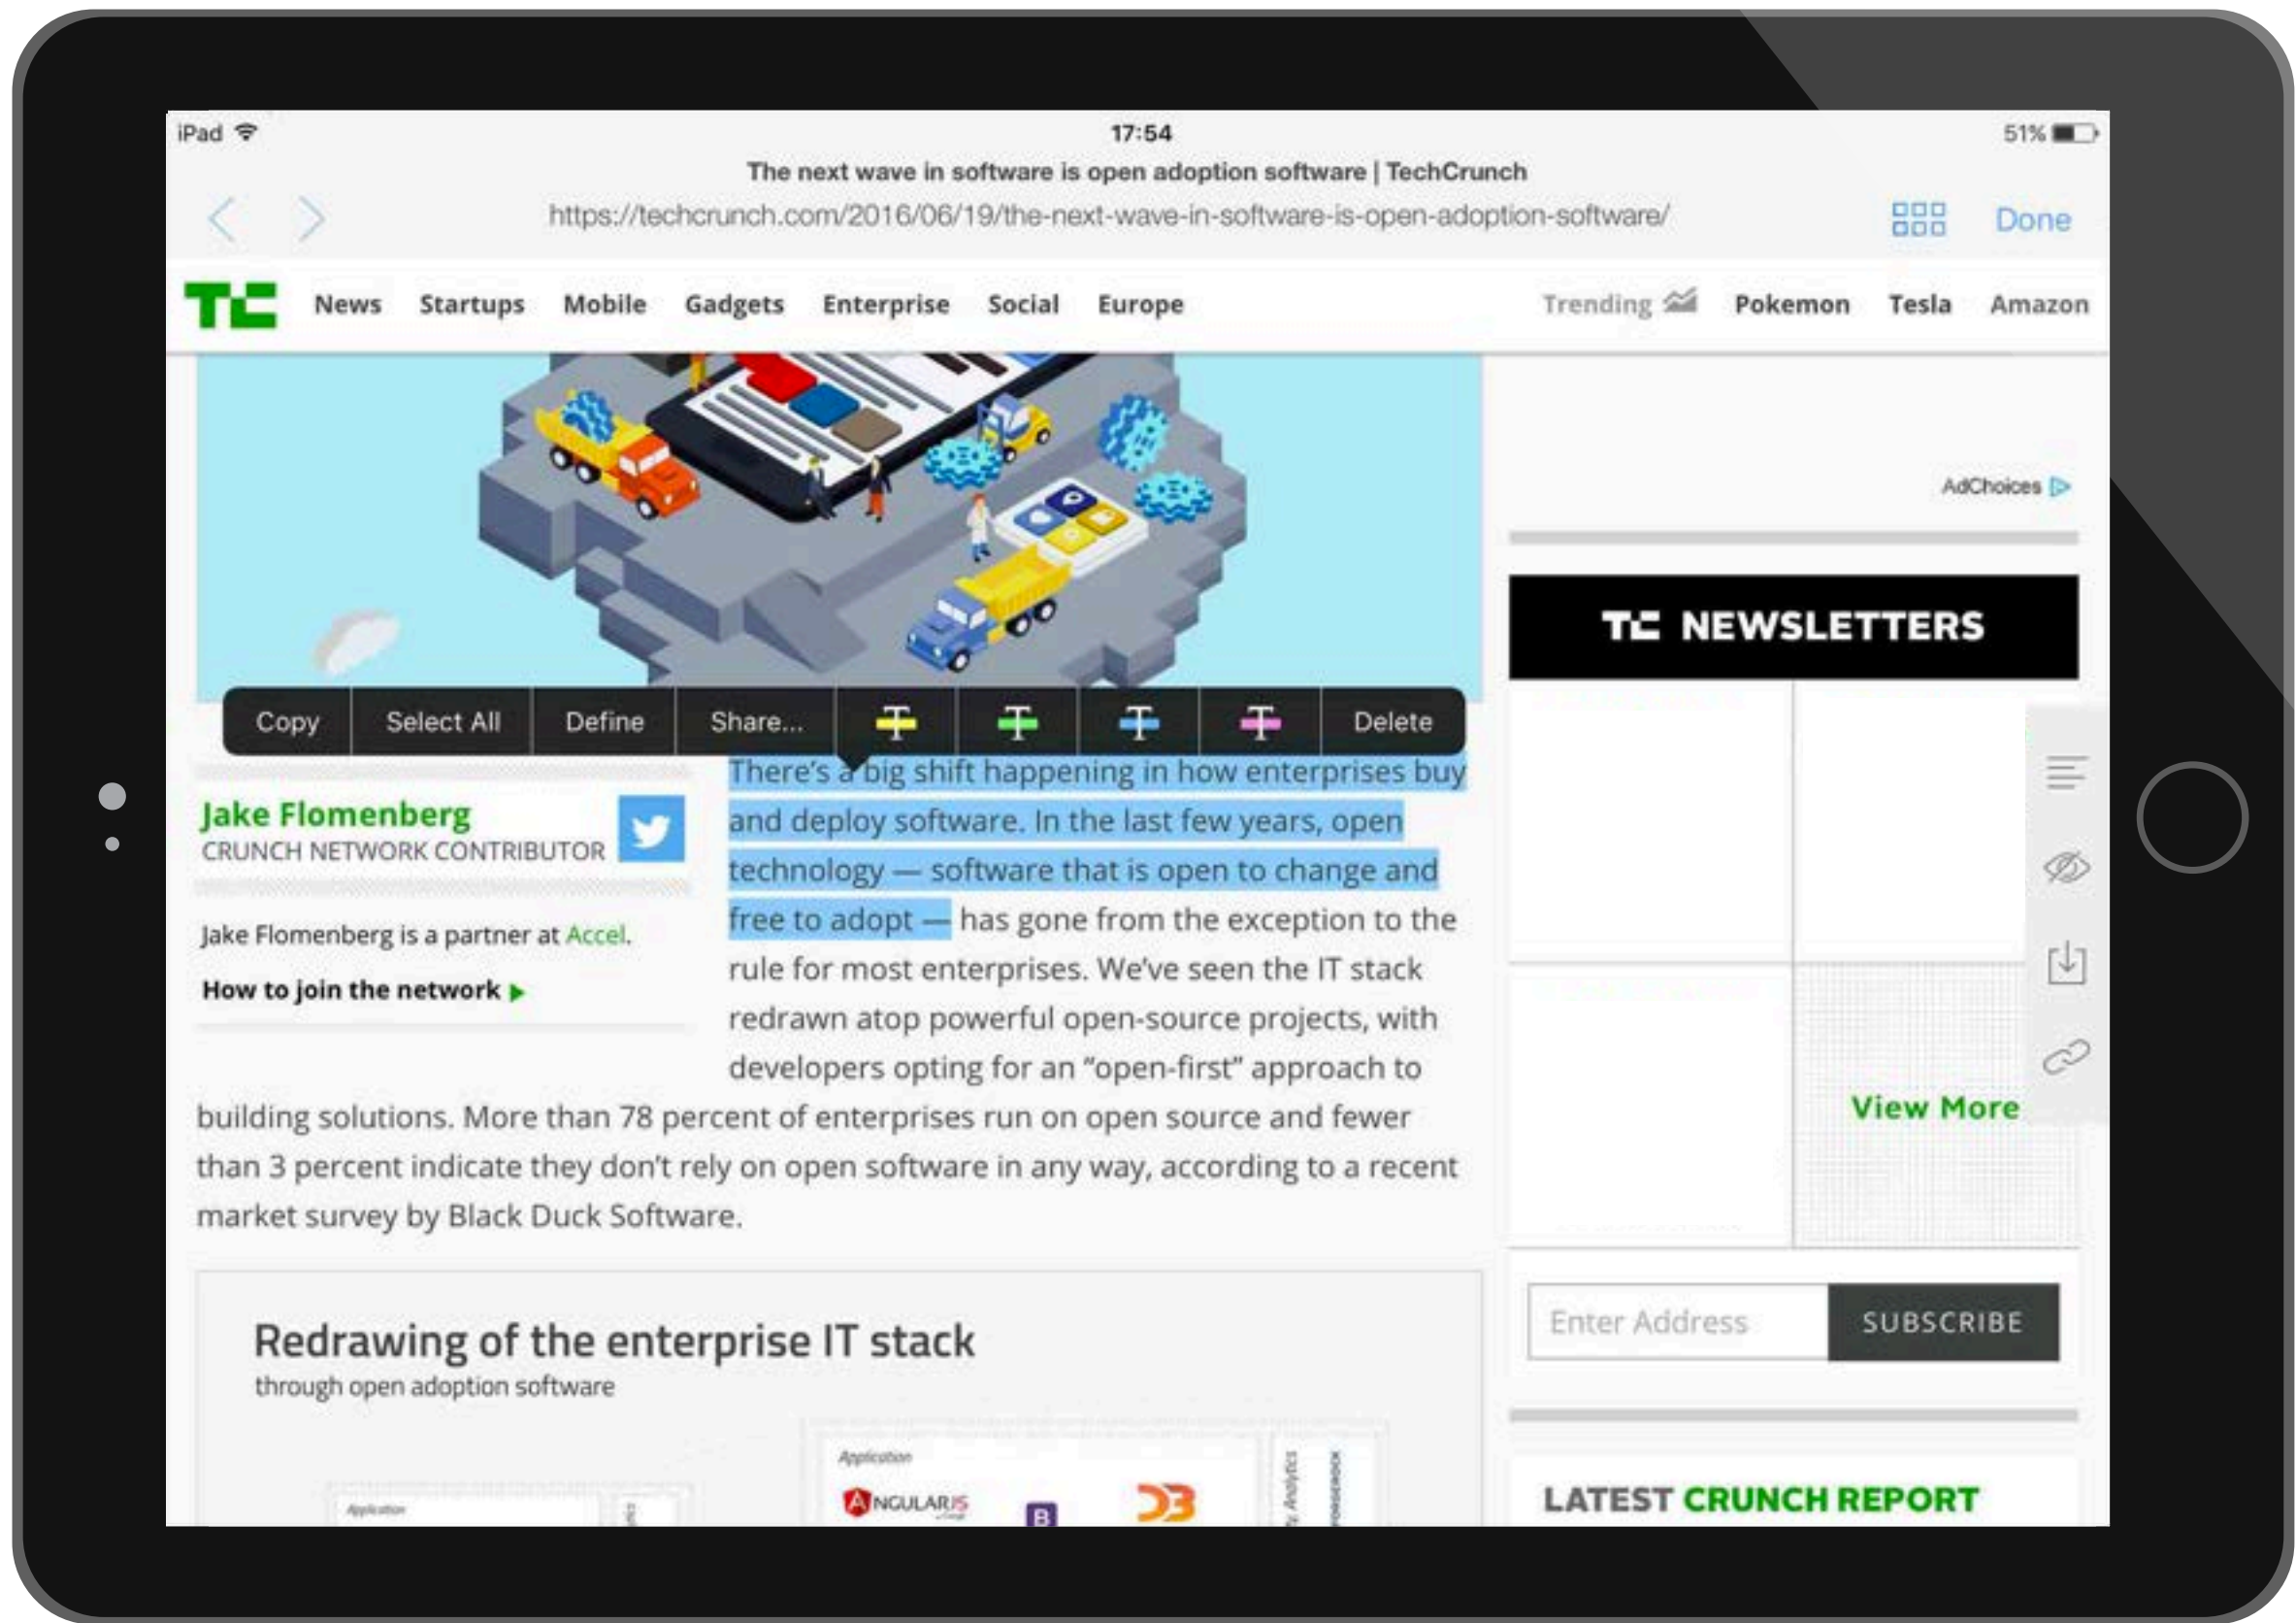 iPad
17:54
51%
The next wave in software is open adoption software | TechCrunch
https://techcrunch.com/2016/06/19/the-next-wave-in-software-is-open-adoption-software/
Done
TC News Startups Mobile Gadgets Enterprise Social Europe
Trending Pokemon Tesla Amazon
AdChoices
TC NEWSLETTERS
Copy Select All Define Share... T T T T Delete
Jake Flomenberg
CRUNCH NETWORK CONTRIBUTOR
Jake Flomenberg is a partner at Accel.
How to join the network
There's a big shift happening in how enterprises buy
and deploy software. In the last few years, open
technology — software that is open to change and
free to adopt — has gone from the exception to the
rule for most enterprises. We've seen the IT stack
redrawn atop powerful open-source projects, with
developers opting for an “open-first” approach to
building solutions. More than 78 percent of enterprises run on open source and fewer
than 3 percent indicate they don't rely on open software in any way, according to a recent
market survey by Black Duck Software.
View More
Enter Address SUBSCRIBE
Redrawing of the enterprise IT stack
through open adoption software
Application
Application
ANGULARJS
B
D3
Analytics
FORGEROCK
LATEST CRUNCH REPORT